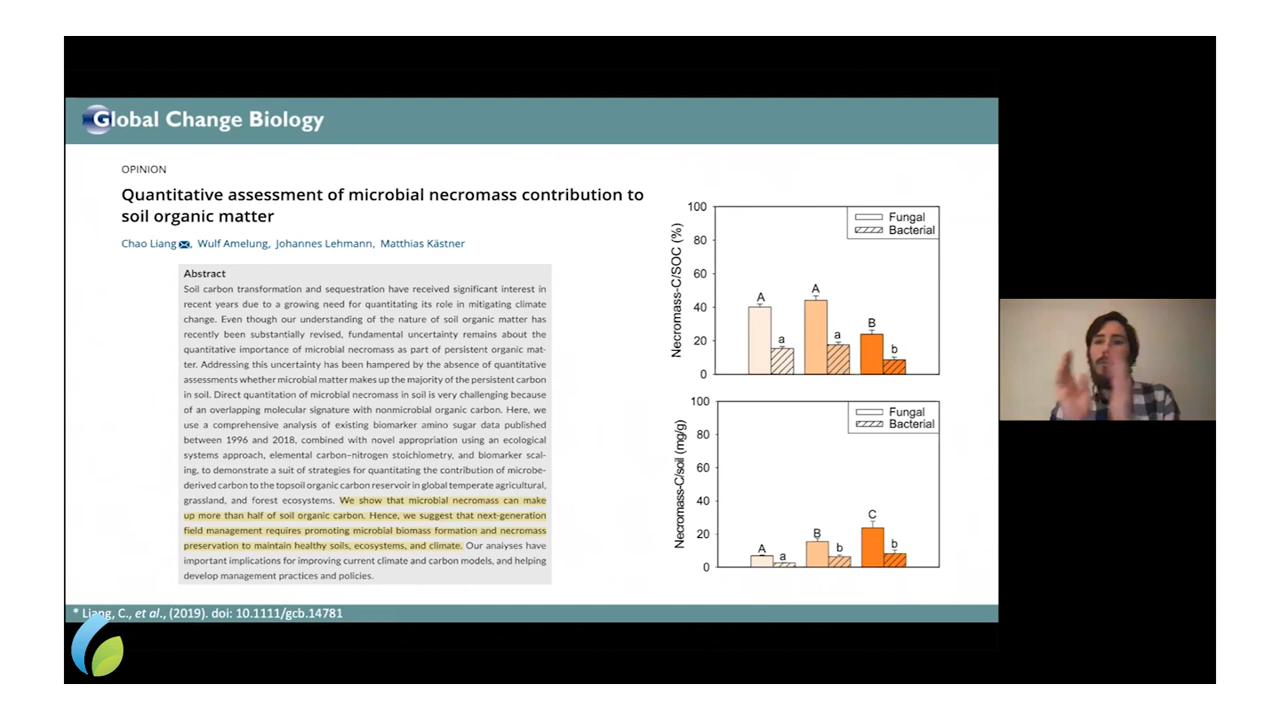 Global Change Biology
OPINION
Quantitative assessment of microbial necromass contribution to
soil organic matter
Chao Liang, Wulf Amelung, Johannes Lehmann, Matthias Kästner
Abstract
Soil carbon transformation and sequestration have received significant interest in
recent years due to a growing need for quantitating its role in mitigating climate
change. Even though our understanding of the nature of soil organic matter has
recently been substantially revised, fundamental uncertainty remains about the
quantitative importance of microbial necromass as part of persistent organic mat-
ter. Addressing this uncertainty has been hampered by the absence of quantitative
assessments whether microbial matter makes up the majority of the persistent carbon
in soil. Direct quantitation of microbial necromass in soil is very challenging because
of an overlapping molecular signature with nonmicrobial organic carbon. Here, we
use a comprehensive analysis of existing biomarker amino sugar data published
between 1996 and 2018, combined with novel appropriation using an ecological
systems approach, elemental carbon–nitrogen stoichiometry, and biomarker scal-
ing, to demonstrate a suit of strategies for quantitating the contribution of microbe-
derived carbon to the topsoil organic carbon reservoir in global temperate agricultural,
grassland, and forest ecosystems. We show that microbial necromass can make
up more than half of soil organic carbon. Hence, we suggest that next-generation
field management requires promoting microbial biomass formation and necromass
preservation to maintain healthy soils, ecosystems, and climate. Our analyses have
important implications for improving current climate and carbon models, and helping
develop management practices and policies.
Necromass-C/SOC (%)
100
80
60
40
20
0
Fungal
Bacterial
A
a
A
a
B
b
Necromass-C/soil (mg/g)
100
80
60
40
20
0
Fungal
Bacterial
A
a
B
b
C
b
* Liang, C., et al., (2019). doi: 10.1111/gcb.14781